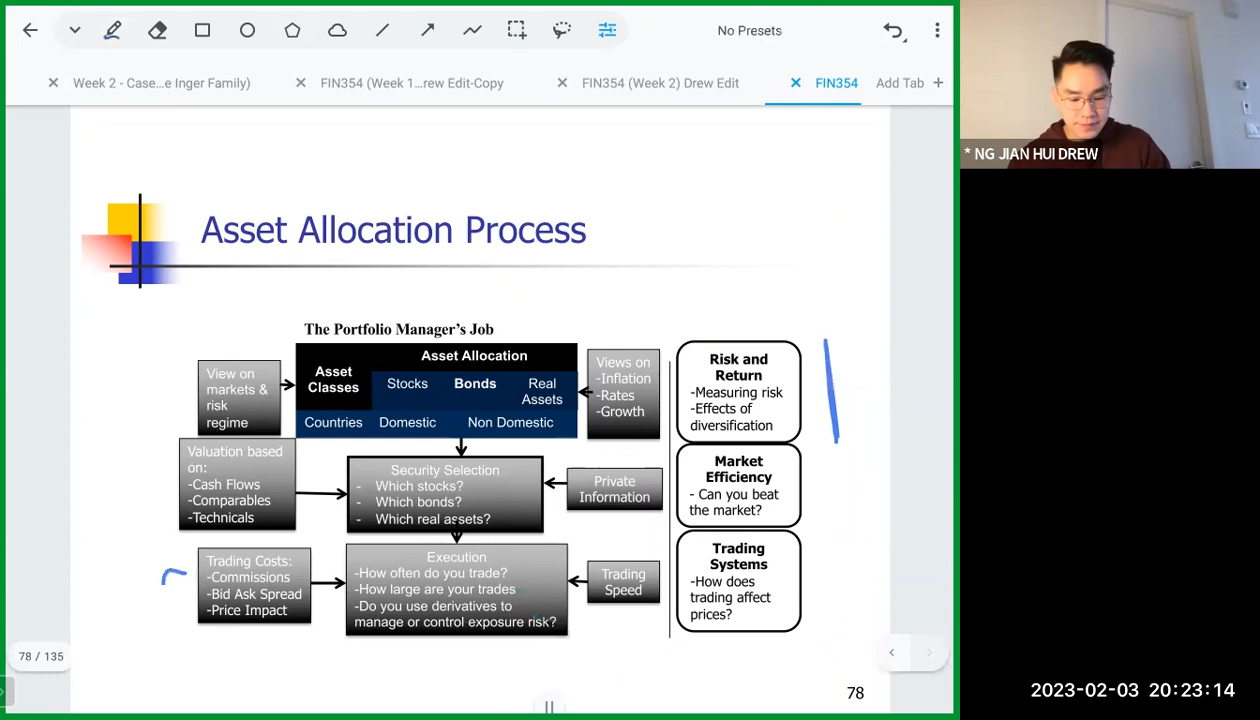 No Presets
Week 2 - Case...e Inger Family)
FIN354 (Week 1...rew Edit-Copy
FIN354 (Week 2) Drew Edit
FIN354
Add Tab
* NG JIAN HUI DREW
Asset Allocation Process
The Portfolio Manager's Job
View on
markets &
risk
regime
Asset
Classes
Asset Allocation
Stocks
Bonds
Real
Assets
Countries
Domestic
Non Domestic
Views on
-Inflation
-Rates
-Growth
Risk and
Return
-Measuring risk
-Effects of
diversification
Valuation based
on:
-Cash Flows
-Comparables
-Technicals
Security Selection
- Which stocks?
- Which bonds?
- Which real assets?
Private
Information
Market
Efficiency
- Can you beat
the market?
Trading Costs:
-Commissions
-Bid Ask Spread
-Price Impact
Execution
-How often do you trade?
-How large are your trades
-Do you use derivatives to
manage or control exposure risk?
Trading
Speed
Trading
Systems
-How does
trading affect
prices?
78 / 135
78
2023-02-03 20:23:14